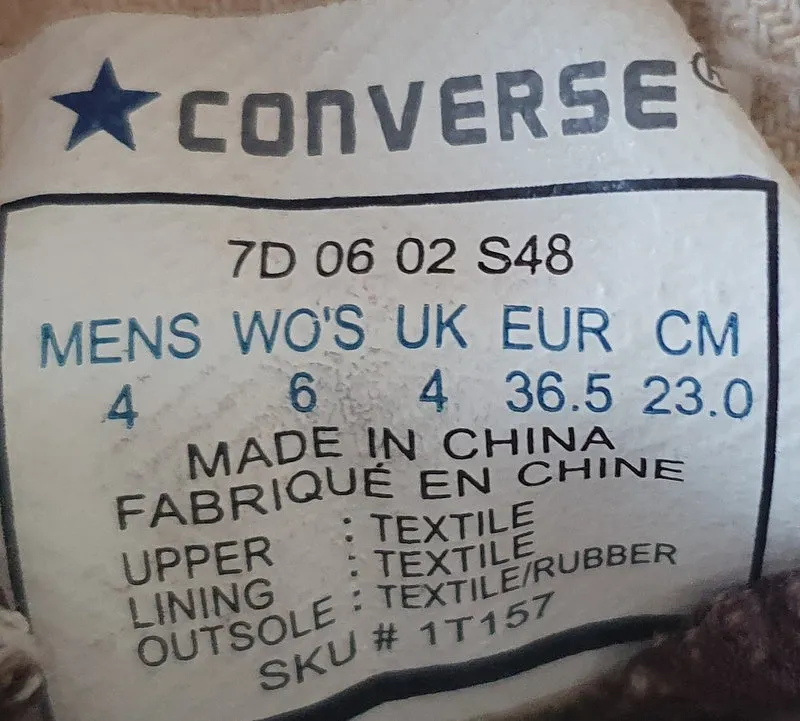 CONVERSE®
7D 06 02 S48
MENS WO'S UK EUR CM
4 6 4 36.5 23.0
MADE IN CHINA
FABRIQUÉ EN CHINE
UPPER : TEXTILE
LINING : TEXTILE
OUTSOLE : TEXTILE/RUBBER
SKU # 1T157